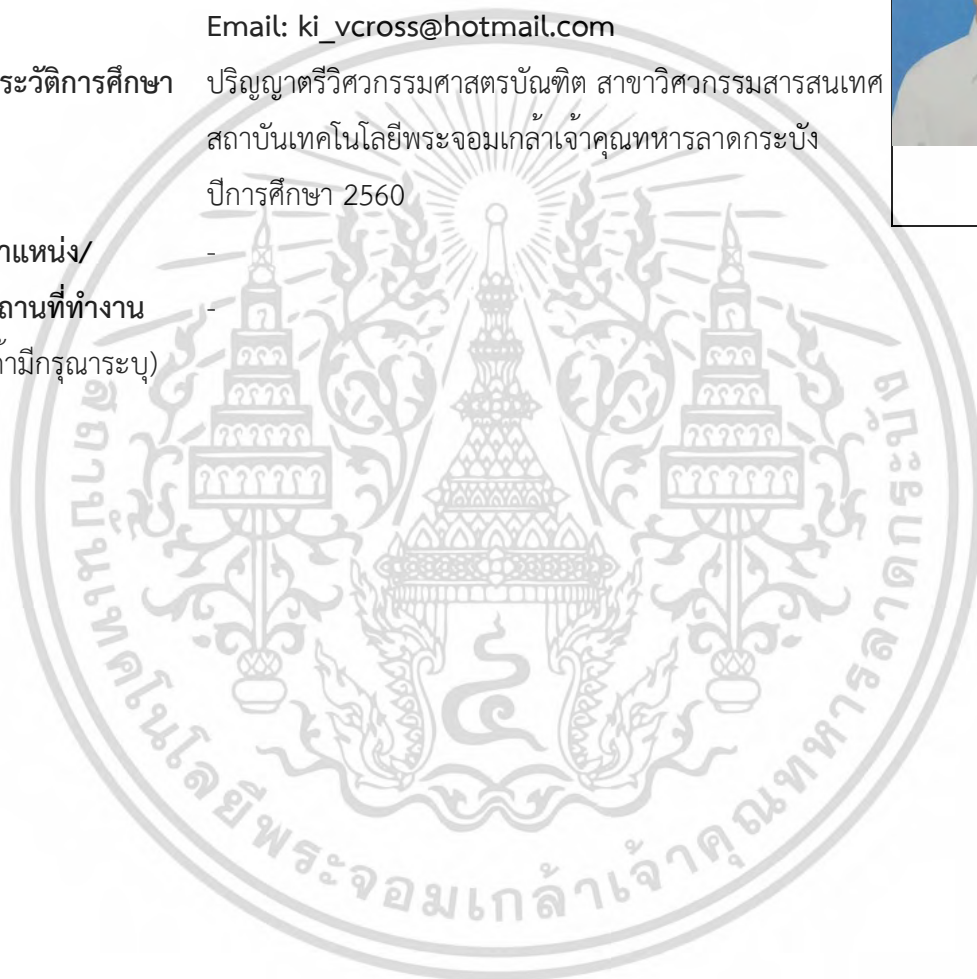 Email: ki_vcross@hotmail.com
ระวัติการศึกษา ปริญญาตรีวิศวกรรมศาสตรบัณฑิต สาขาวิศวกรรมสารสนเทศ
สถาบันเทคโนโลยีพระจอมเกล้าเจ้าคุณทหารลาดกระบัง
ปีการศึกษา 2560
าแหน่ง/ -
ถานที่ทำงาน -
ถ้ามีกรุณาระบุ)
สถาบันเทคโนโลยีพระจอมเกล้าเจ้าคุณทหารลาดกระบัง
๔